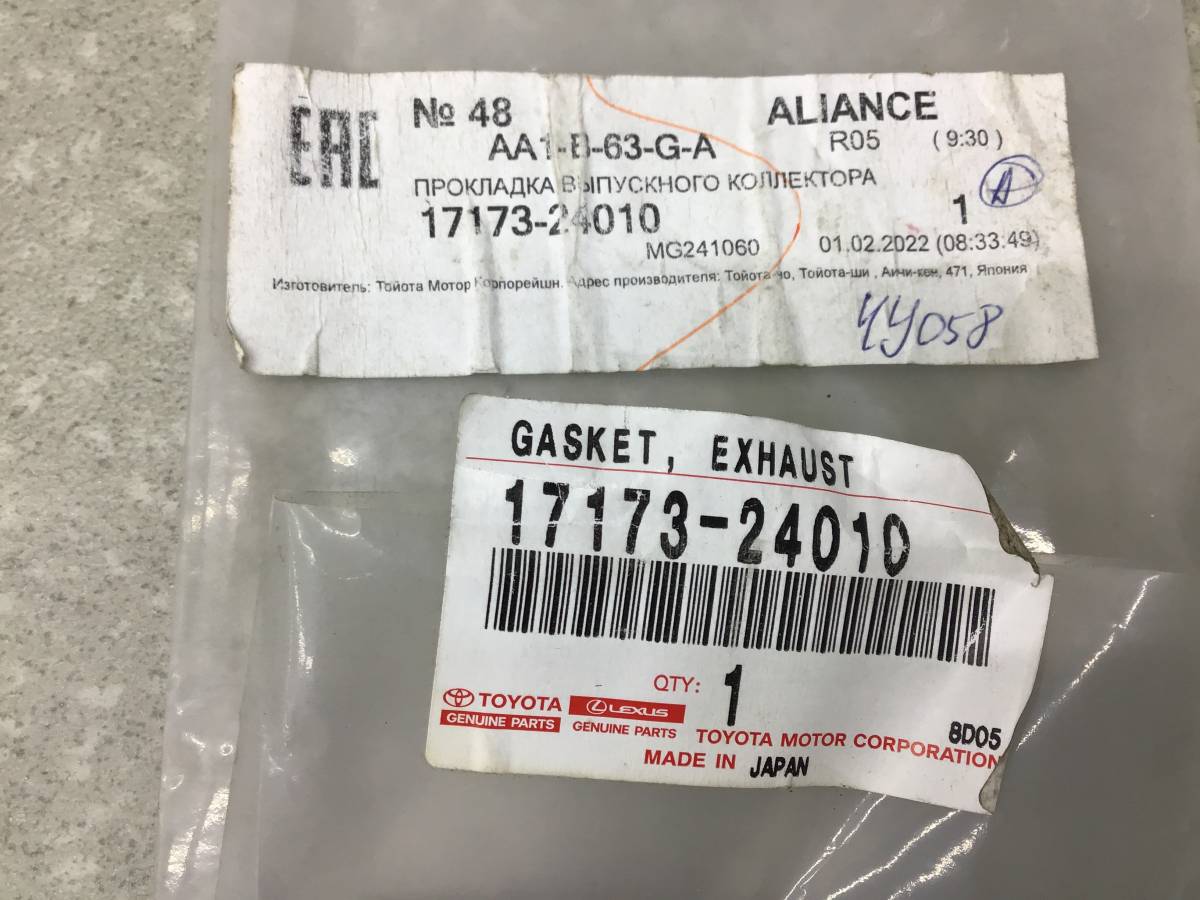 EAC
№ 48
ALIANCE
AA1-B-63-G-A
R05 (9:30)
ПРОКЛАДКА ВЫПУСКНОГО КОЛЛЕКТОРА
A
17173-24010
1
MG241060
01.02.2022 (08:33:49)
Изготовитель: Тойота Мотор Корпорейшн. Адрес производителя: Тойота-чо, Тойота-ши , Аичи-кен, 471, Япония
44058
GASKET, EXHAUST
17173-24010
QTY: 1
TOYOTA
GENUINE PARTS
LEXUS
GENUINE PARTS
8D05
TOYOTA MOTOR CORPORATION
MADE IN JAPAN